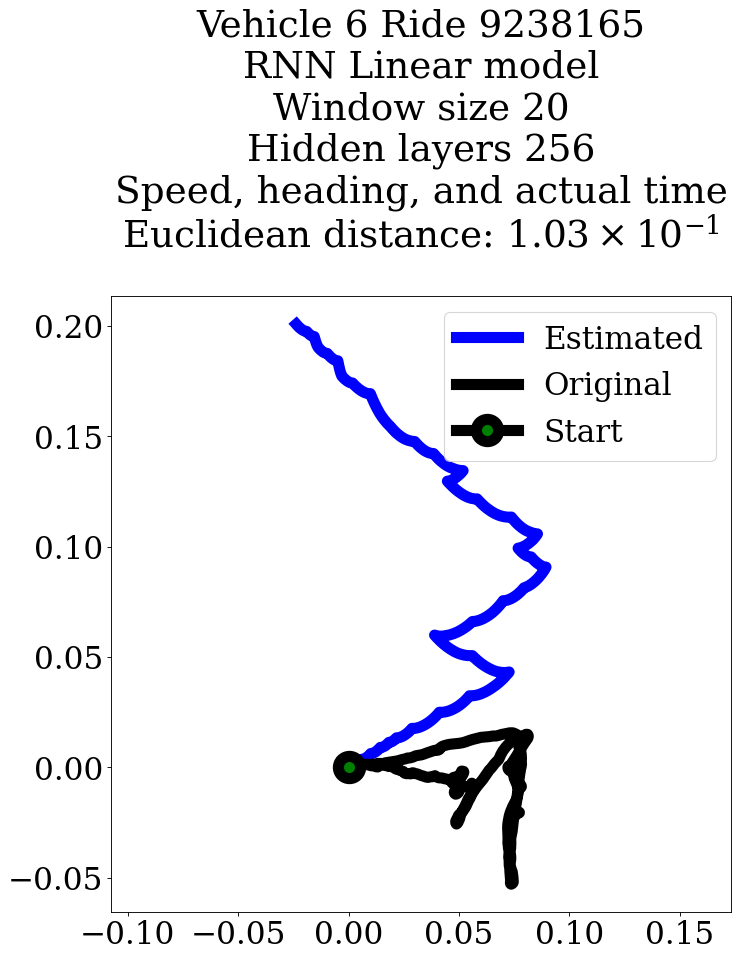 Vehicle 6 Ride 9238165
RNN Linear model
Window size 20
Hidden layers 256
Speed, heading, and actual time
Euclidean distance: 1.03 × 10⁻¹
Estimated
Original
Start
0.20
0.15
0.10
0.05
0.00
−0.05
−0.10 −0.05 0.00 0.05 0.10 0.15